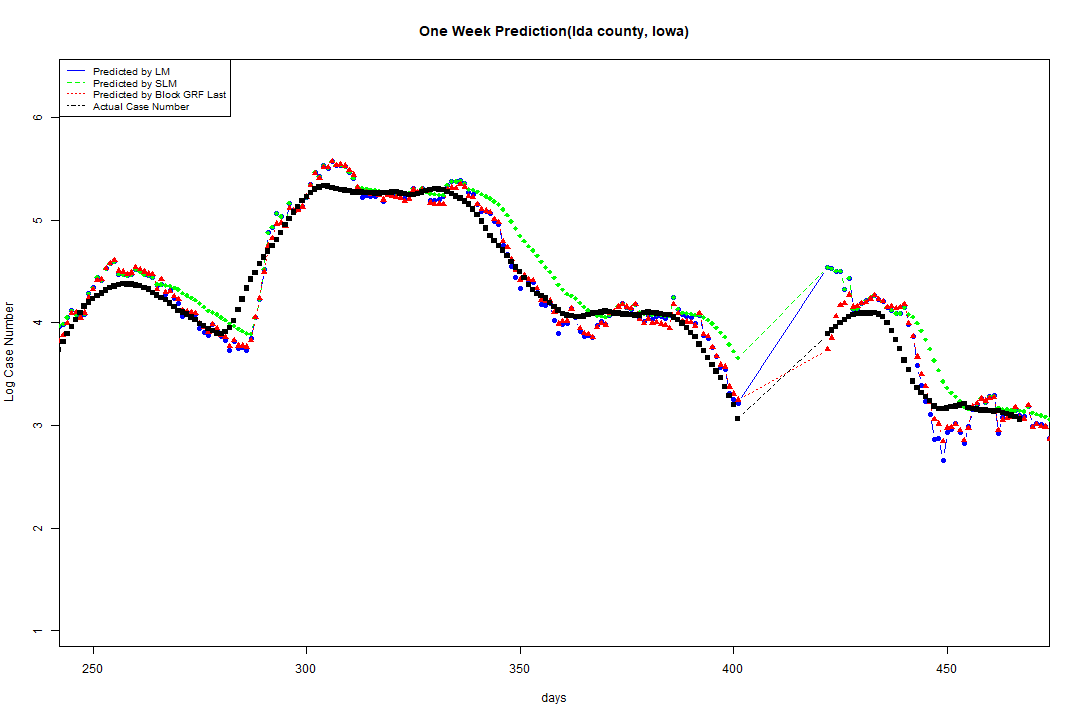 One Week Prediction(Ida county, Iowa)
Predicted by LM
Predicted by SLM
Predicted by Block GRF Last
Actual Case Number
Log Case Number
6
5
4
3
2
1
250 300 350 400 450
days